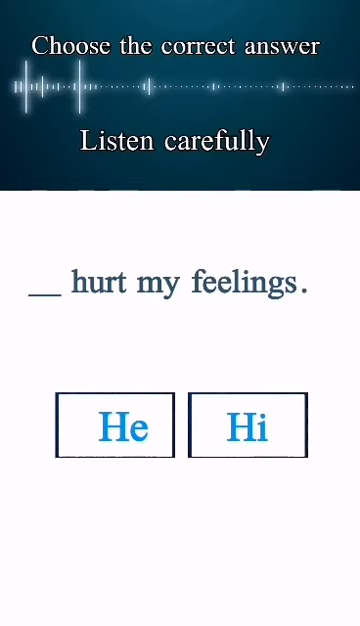 Choose the correct answer
Listen carefully
__ hurt my feelings.
He
Hi